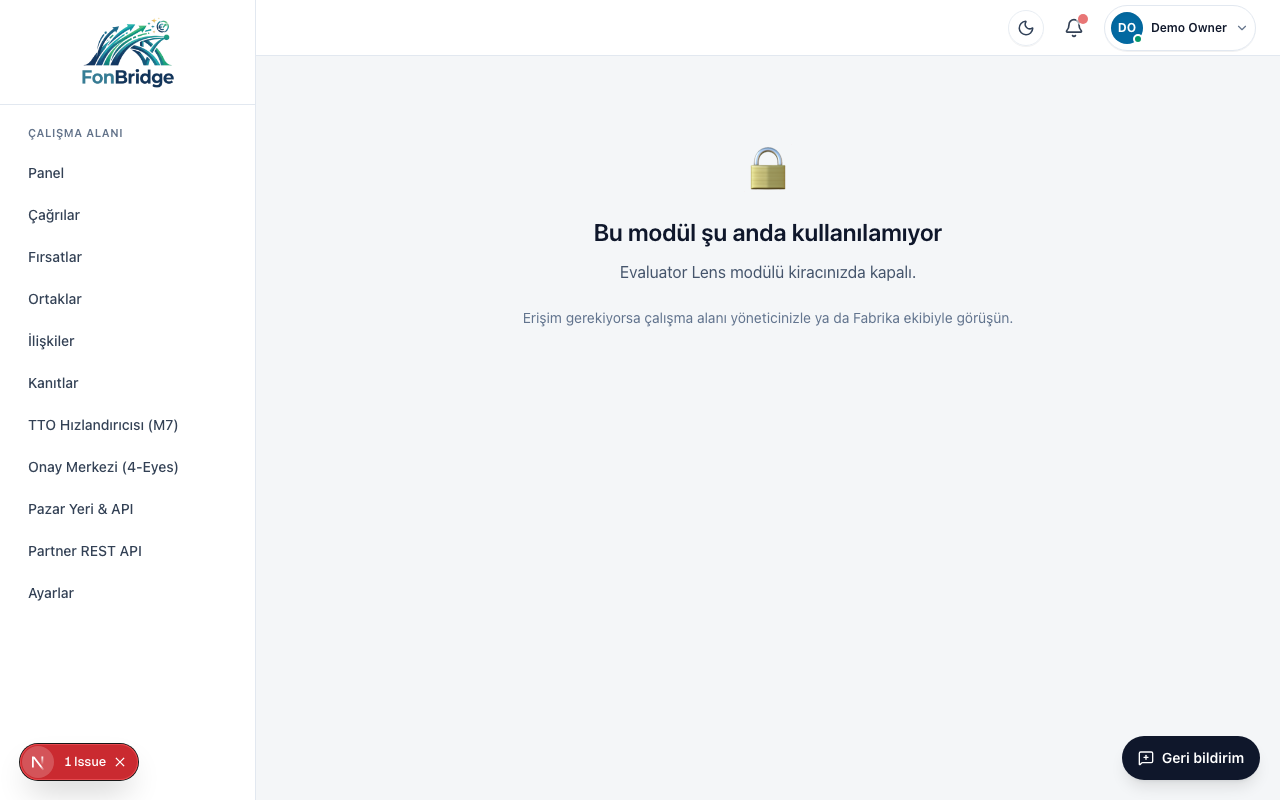 FonBridge
ÇALIŞMA ALANI
Panel
Çağrılar
Fırsatlar
Ortaklar
İlişkiler
Kanıtlar
TTO Hızlandırıcısı (M7)
Onay Merkezi (4-Eyes)
Pazar Yeri & API
Partner REST API
Ayarlar
N 1 Issue
DO Demo Owner
Bu modül şu anda kullanılamıyor
Evaluator Lens modülü kiracınızda kapalı.
Erişim gerekiyorsa çalışma alanı yöneticinizle ya da Fabrika ekibiyle görüşün.
Geri bildirim